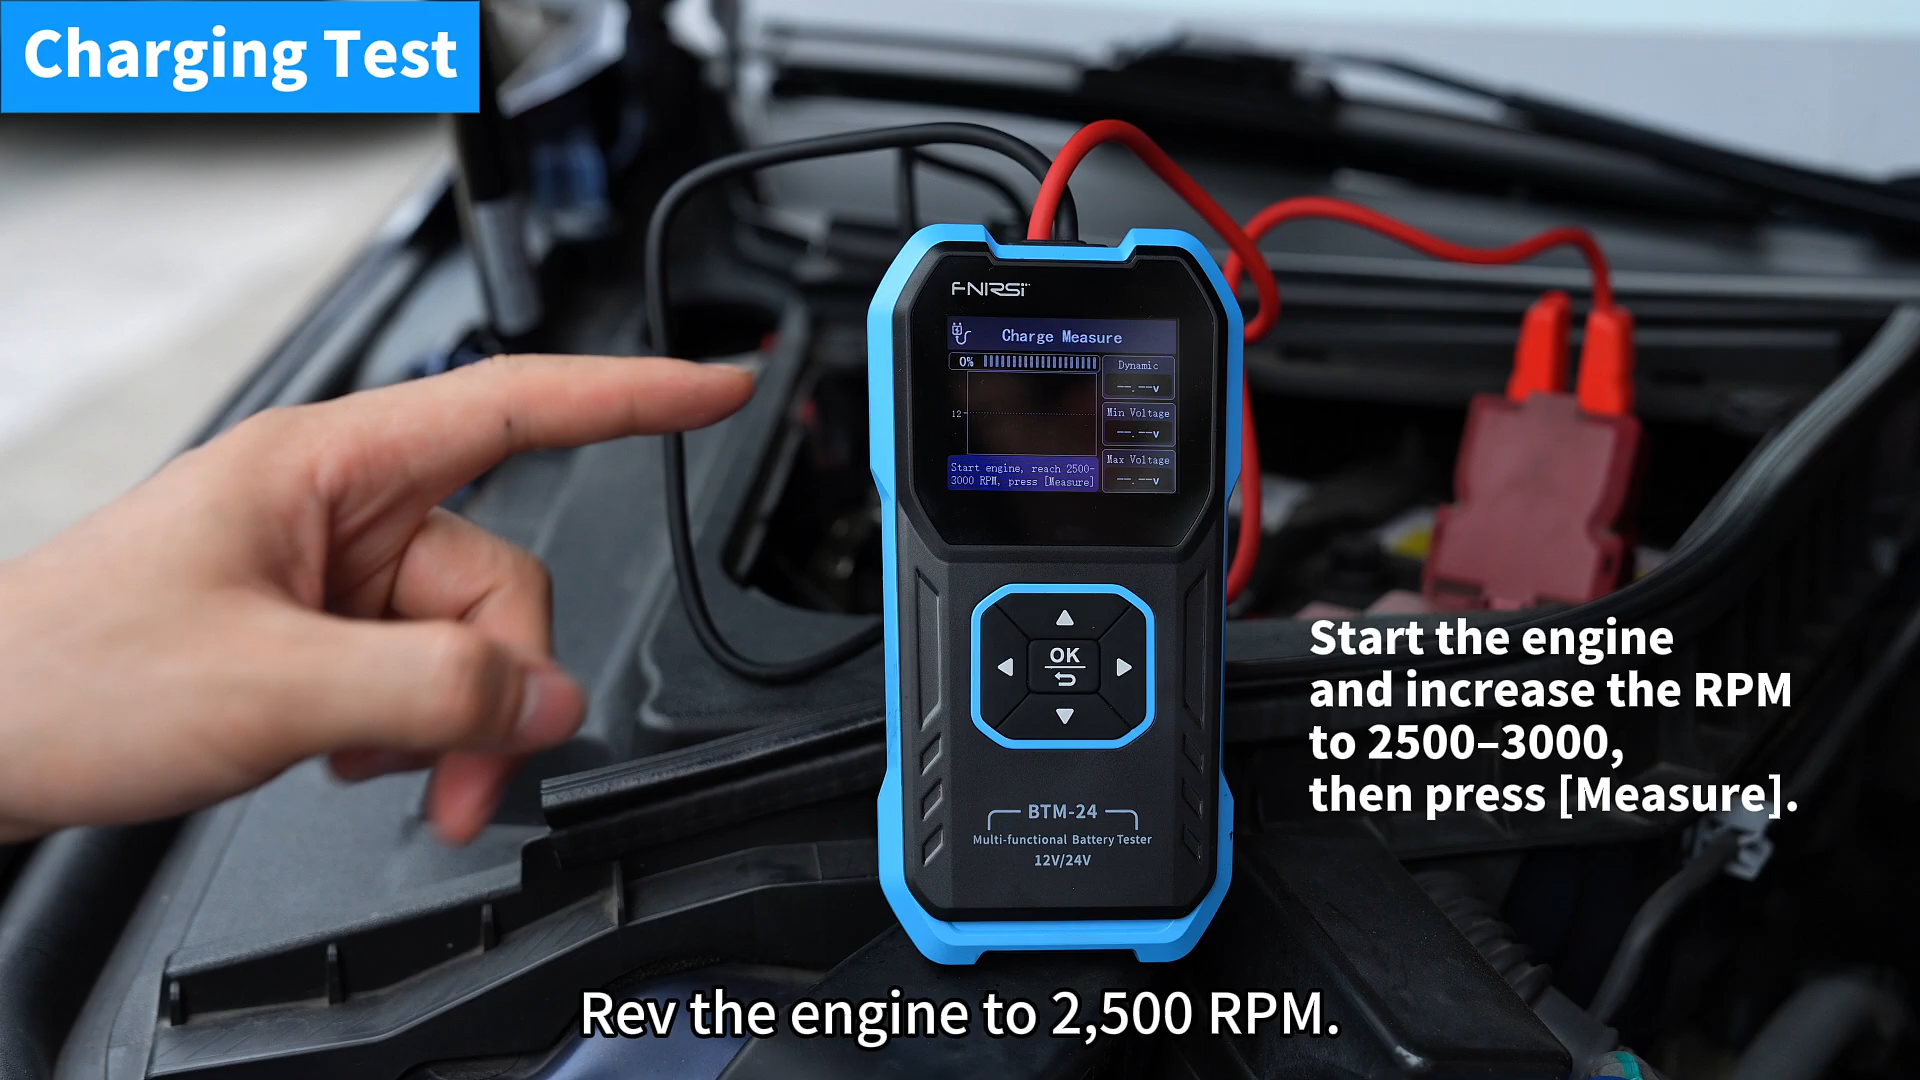 Charging Test
FNIRSI
Charge Measure
0%
Dynamic
--.--v
12
Min Voltage
--.--v
Max Voltage
--.--v
Start engine, reach 2500-
3000 RPM, press [Measure]
OK
Start the engine
and increase the RPM
to 2500–3000,
then press [Measure].
BTM-24
Multi-functional Battery Tester
12V/24V
Rev the engine to 2,500 RPM.